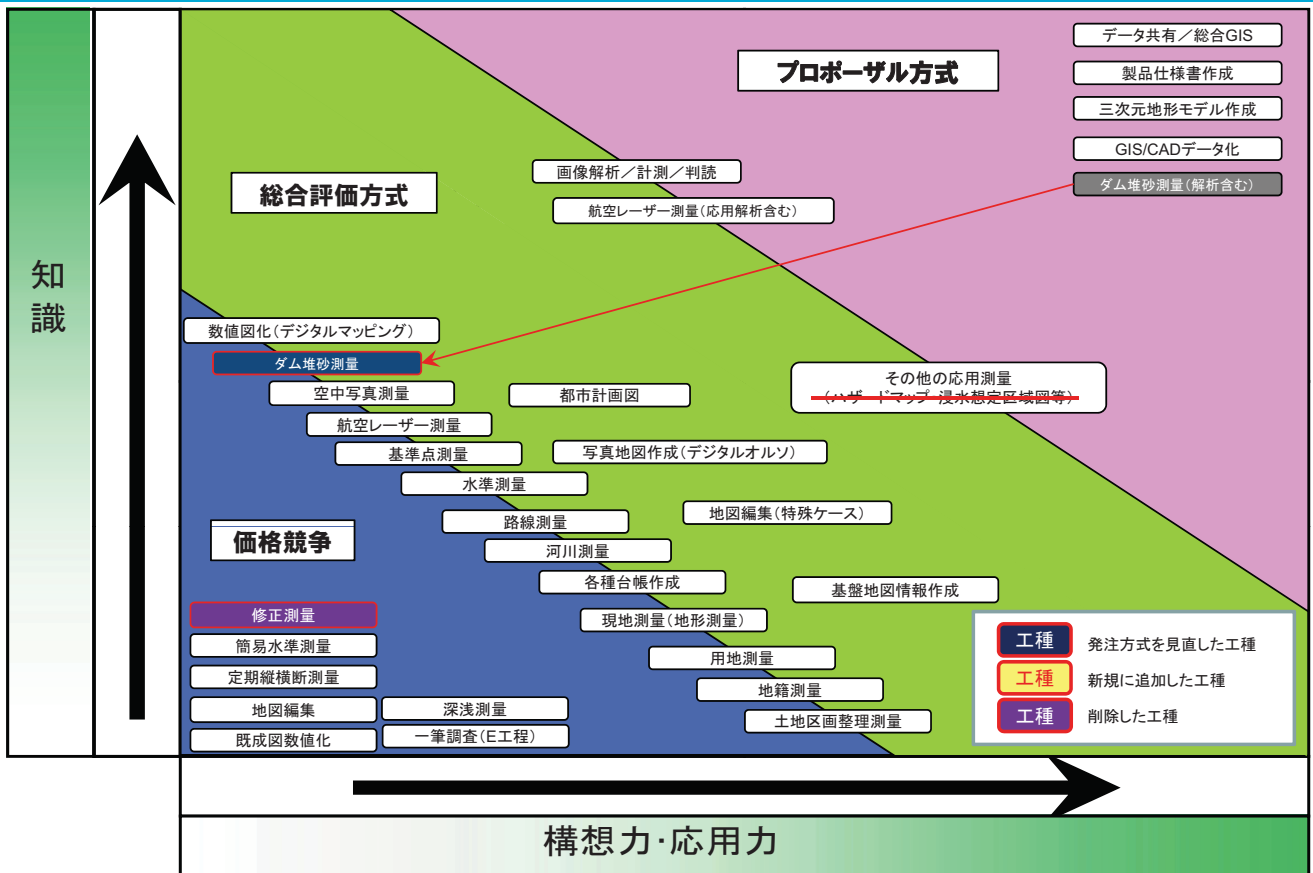 データ共有／総合GIS
プロポーザル方式
製品仕様書作成
三次元地形モデル作成
GIS/CADデータ化
画像解析／計測／判読
ダム堆砂測量(解析含む)
総合評価方式
航空レーザー測量(応用解析含む)
知
識
数値図化(デジタルマッピング)
ダム堆砂測量
その他の応用測量
(ハザードマップ・浸水想定区域図等)
空中写真測量
都市計画図
航空レーザー測量
基準点測量
写真地図作成(デジタルオルソ)
水準測量
路線測量
地図編集(特殊ケース)
価格競争
河川測量
各種台帳作成
基盤地図情報作成
修正測量
現地測量(地形測量)
簡易水準測量
用地測量
定期縦横断測量
地籍測量
地図編集
深浅測量
土地区画整理測量
既成図数値化
一筆調査(E工程)
工種
発注方式を見直した工種
工種
新規に追加した工種
工種
削除した工種
構想力・応用力